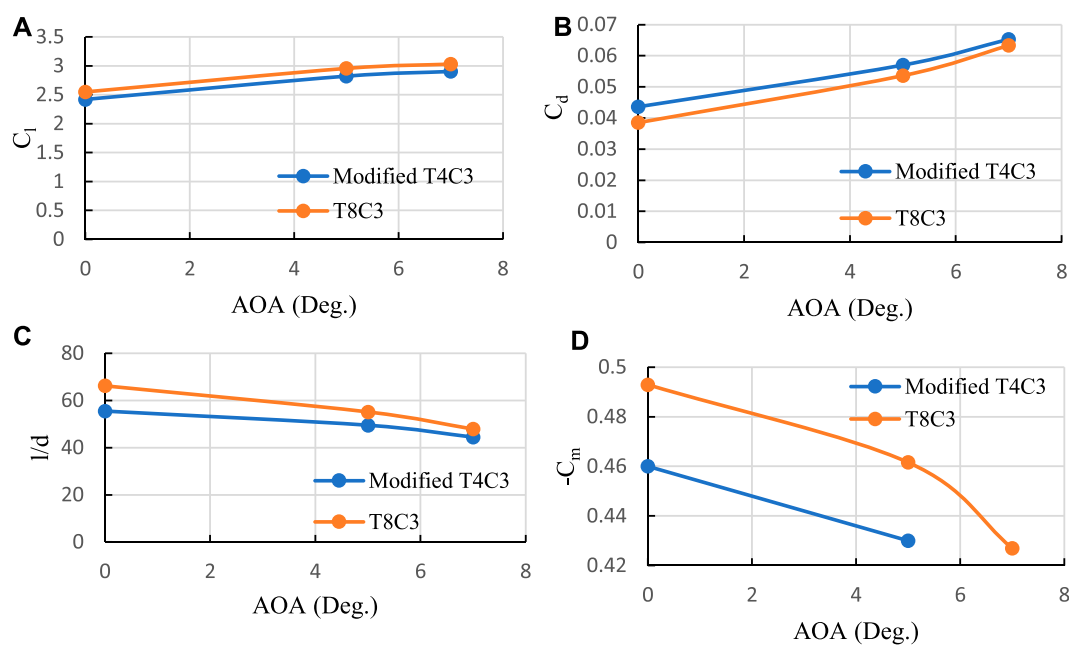 A
3.5
3
2.5
2
1.5
1
0.5
0
C_l
0 2 4 6 8
AOA (Deg.)
Modified T4C3
T8C3
B
0.07
0.06
0.05
0.04
0.03
0.02
0.01
0
C_d
0 2 4 6 8
AOA (Deg.)
Modified T4C3
T8C3
C
80
60
40
20
0
l/d
0 2 4 6 8
AOA (Deg.)
Modified T4C3
T8C3
D
0.5
0.48
0.46
0.44
0.42
-C_m
0 2 4 6 8
AOA (Deg.)
Modified T4C3
T8C3